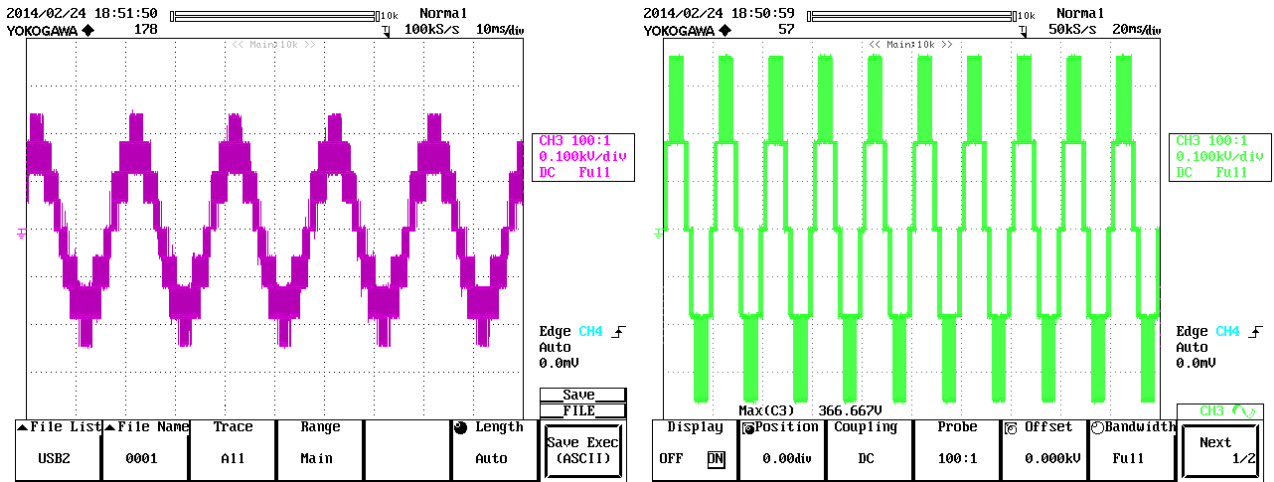 2014/02/24 18:51:50 10k Normal
YOKOGAWA ◆ 178 100kS/s 10ms/div
<< Main:10k >>
CH3 100:1
0.100kV/div
DC Full
Edge CH4
Auto
0.0mV
Save
FILE
File List File Name Trace Range Length
USB2 0001 All Main Auto
Save Exec
(ASCII)
2014/02/24 18:50:59 10k Normal
YOKOGAWA ◆ 57 50kS/s 20ms/div
<< Main:10k >>
CH3 100:1
0.100kV/div
DC Full
Edge CH4
Auto
0.0mV
Max(C3) 366.667V
CH3
Display Position Coupling Probe Offset Bandwidth
OFF ON 0.00div DC 100:1 0.000kV Full
Next
1/2